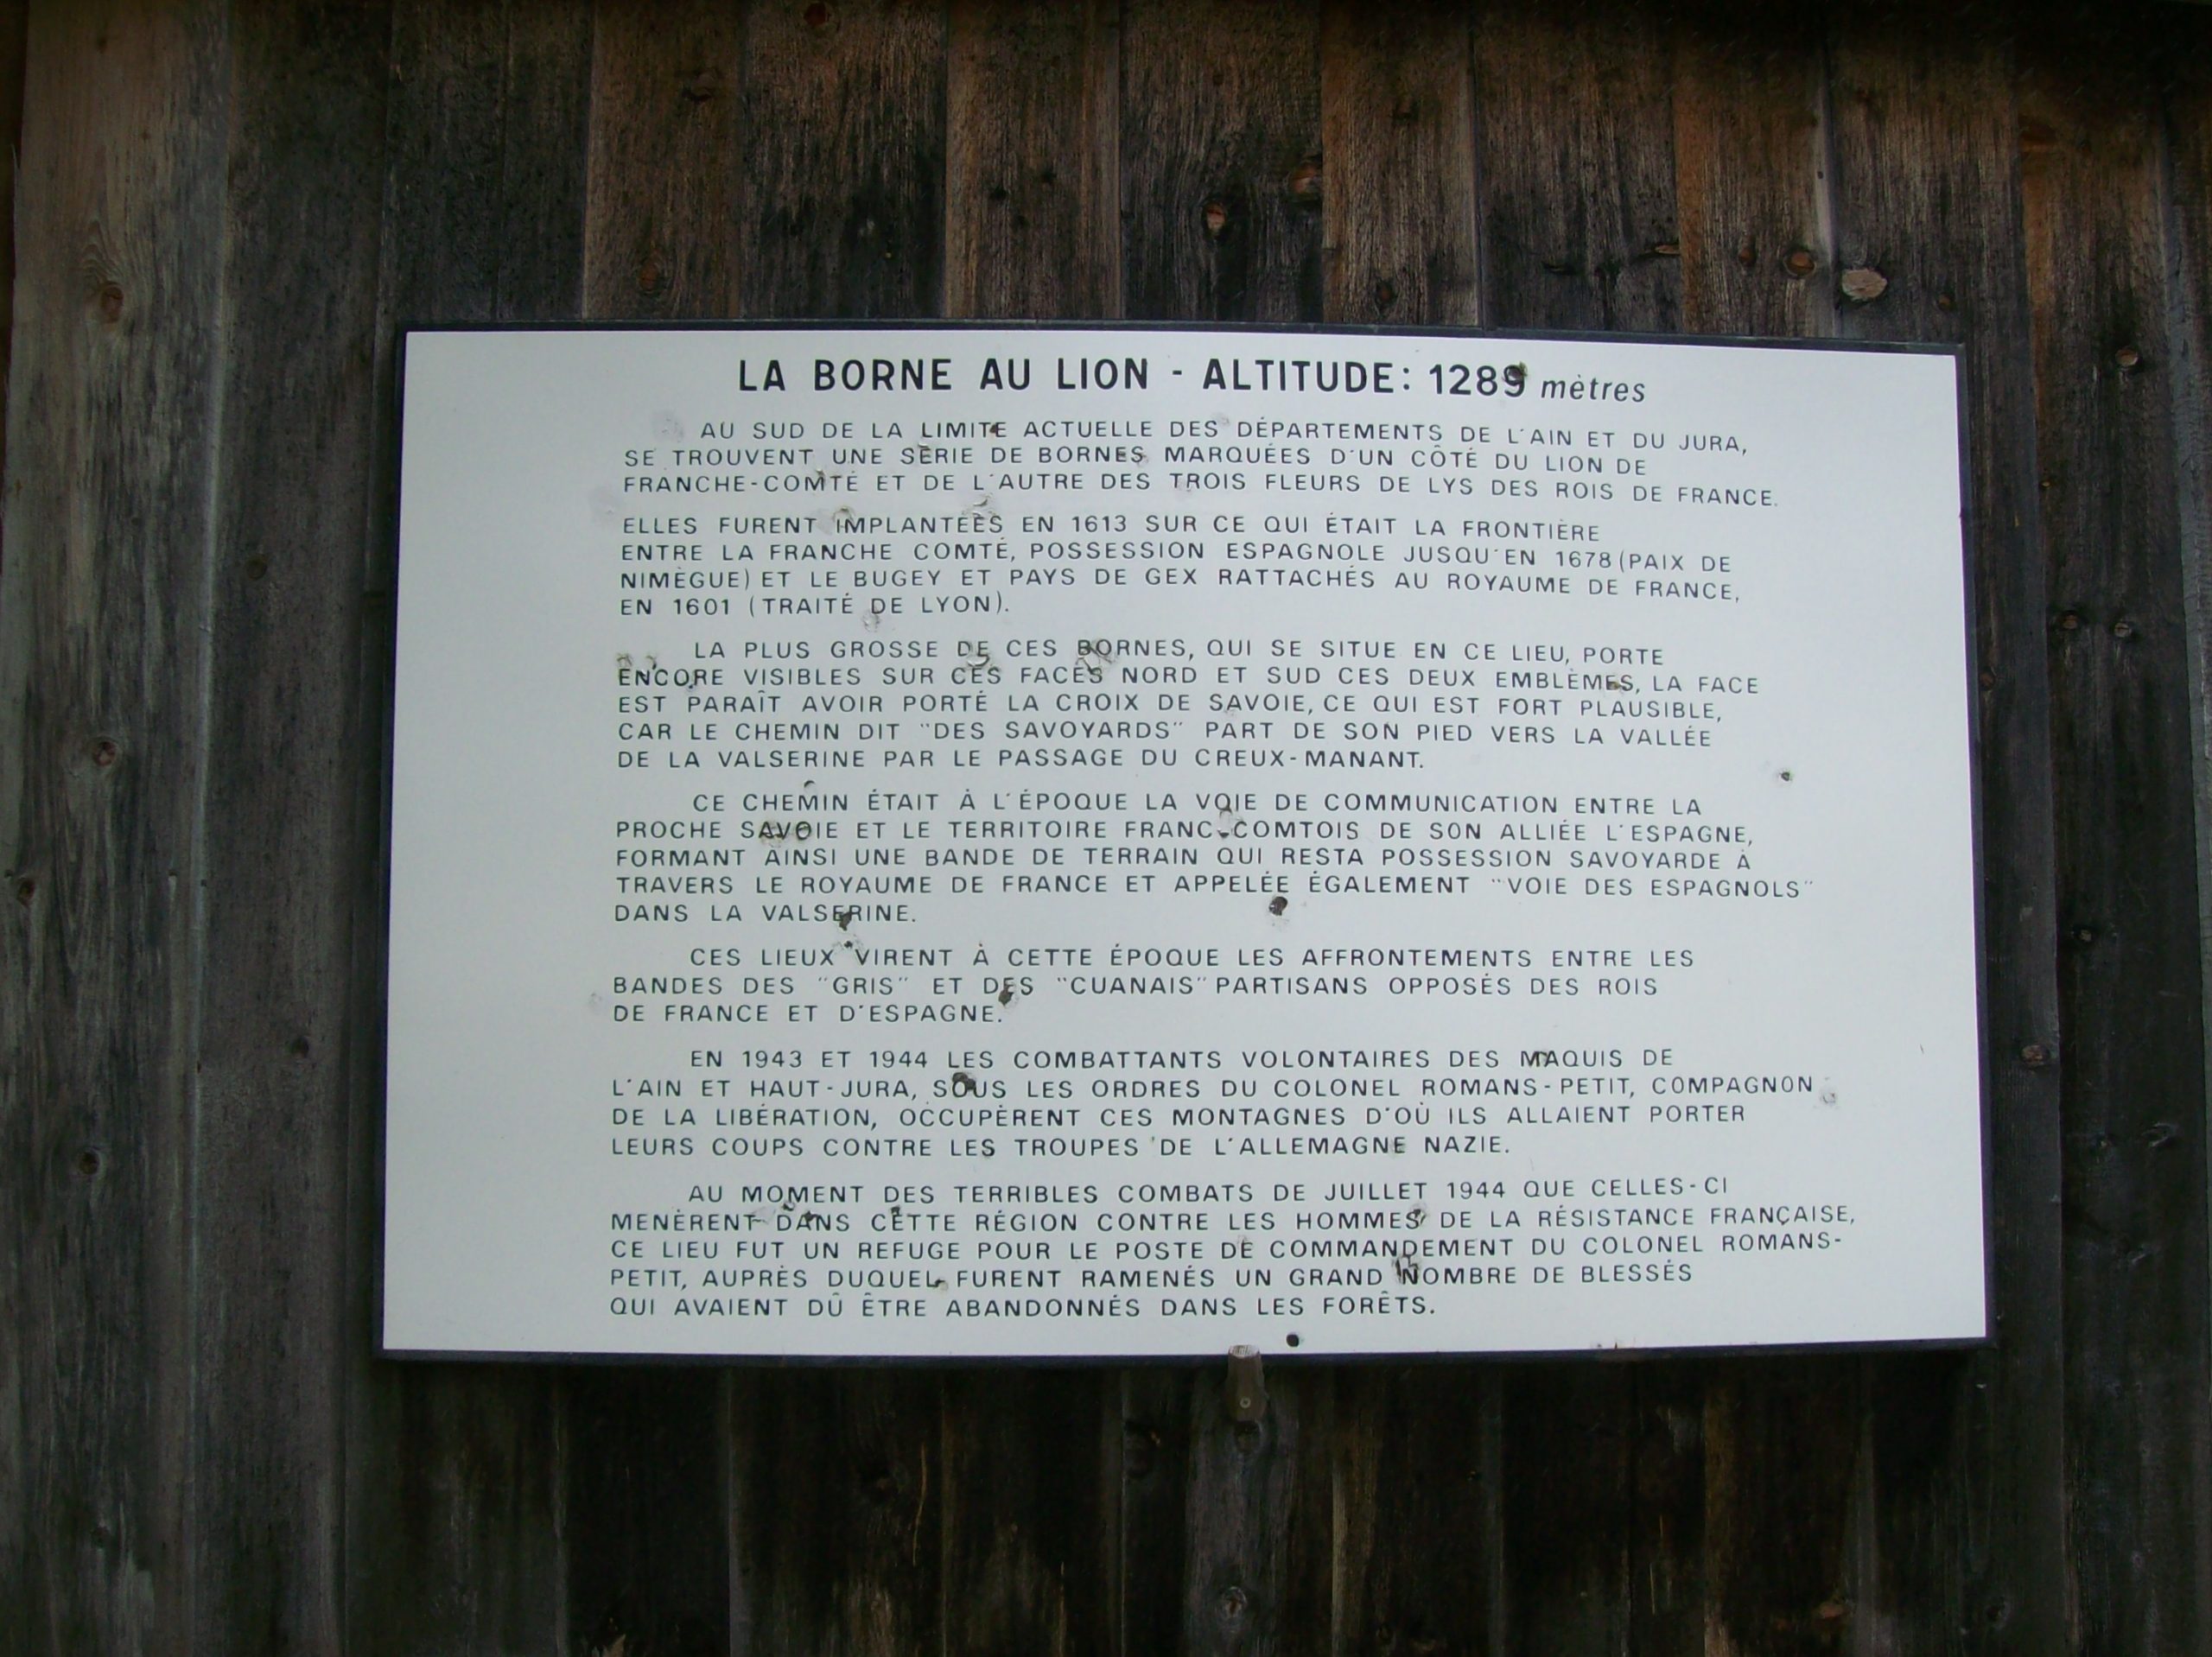 LA BORNE AU LION - ALTITUDE: 1289 mètres
AU SUD DE LA LIMITE ACTUELLE DES DÉPARTEMENTS DE L'AIN ET DU JURA,
SE TROUVENT UNE SÉRIE DE BORNES MARQUÉES D'UN CÔTÉ DU LION DE
FRANCHE-COMTÉ ET DE L'AUTRE DES TROIS FLEURS DE LYS DES ROIS DE FRANCE.
ELLES FURENT IMPLANTÉES EN 1613 SUR CE QUI ÉTAIT LA FRONTIÈRE
ENTRE LA FRANCHE COMTÉ, POSSESSION ESPAGNOLE JUSQU'EN 1678 (PAIX DE
NIMÈGUE) ET LE BUGEY ET PAYS DE GEX RATTACHÉS AU ROYAUME DE FRANCE,
EN 1601 (TRAITÉ DE LYON).
LA PLUS GROSSE DE CES BORNES, QUI SE SITUE EN CE LIEU, PORTE
ENCORE VISIBLES SUR CES FACES NORD ET SUD CES DEUX EMBLÈMES, LA FACE
EST PARAÎT AVOIR PORTÉ LA CROIX DE SAVOIE, CE QUI EST FORT PLAUSIBLE,
CAR LE CHEMIN DIT "DES SAVOYARDS" PART DE SON PIED VERS LA VALLÉE
DE LA VALSERINE PAR LE PASSAGE DU CREUX-MANANT.
CE CHEMIN ÉTAIT À L'ÉPOQUE LA VOIE DE COMMUNICATION ENTRE LA
PROCHE SAVOIE ET LE TERRITOIRE FRANC-COMTOIS DE SON ALLIÉE L'ESPAGNE,
FORMANT AINSI UNE BANDE DE TERRAIN QUI RESTA POSSESSION SAVOYARDE À
TRAVERS LE ROYAUME DE FRANCE ET APPELÉE ÉGALEMENT "VOIE DES ESPAGNOLS"
DANS LA VALSERINE.
CES LIEUX VIRENT À CETTE ÉPOQUE LES AFFRONTEMENTS ENTRE LES
BANDES DES "GRIS" ET DES "CUANAIS" PARTISANS OPPOSÉS DES ROIS
DE FRANCE ET D'ESPAGNE.
EN 1943 ET 1944 LES COMBATTANTS VOLONTAIRES DES MAQUIS DE
L'AIN ET HAUT-JURA, SOUS LES ORDRES DU COLONEL ROMANS-PETIT, COMPAGNON
DE LA LIBÉRATION, OCCUPÈRENT CES MONTAGNES D'OÙ ILS ALLAIENT PORTER
LEURS COUPS CONTRE LES TROUPES DE L'ALLEMAGNE NAZIE.
AU MOMENT DES TERRIBLES COMBATS DE JUILLET 1944 QUE CELLES-CI
MENÈRENT DANS CETTE RÉGION CONTRE LES HOMMES DE LA RÉSISTANCE FRANÇAISE,
CE LIEU FUT UN REFUGE POUR LE POSTE DE COMMANDEMENT DU COLONEL ROMANS-
PETIT, AUPRÈS DUQUEL FURENT RAMENÉS UN GRAND NOMBRE DE BLESSÉS
QUI AVAIENT DÛ ÊTRE ABANDONNÉS DANS LES FORÊTS.